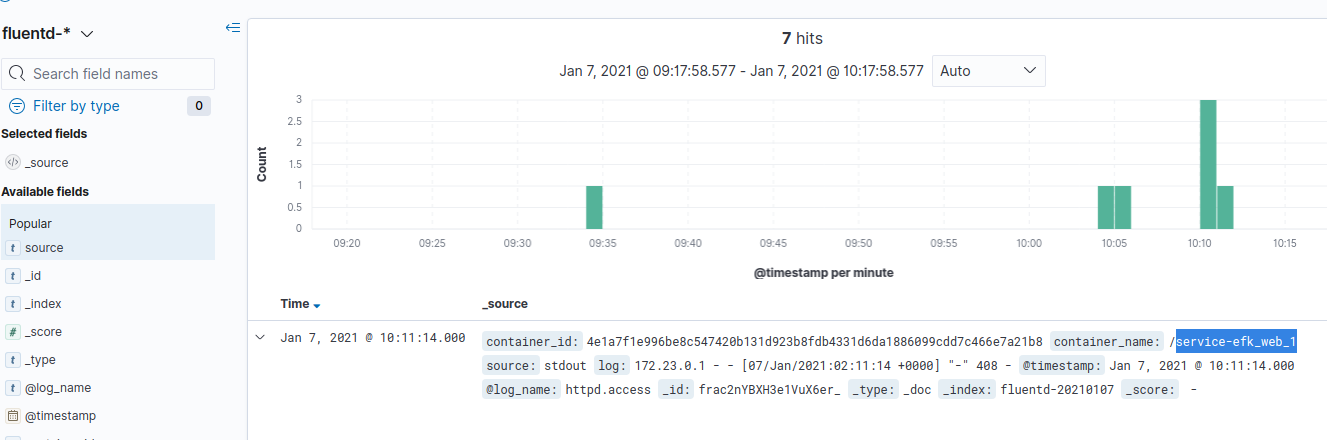 fluentd-*
Search field names
Filter by type 0
Selected fields
_source
Available fields
Popular
t source
t _id
t _index
# _score
t _type
t @log_name
@timestamp
7 hits
Jan 7, 2021 @ 09:17:58.577 - Jan 7, 2021 @ 10:17:58.577 Auto
Count
3
2.5
2
1.5
1
0.5
0
09:20 09:25 09:30 09:35 09:40 09:45 09:50 09:55 10:00 10:05 10:10 10:15
@timestamp per minute
Time _source
Jan 7, 2021 @ 10:11:14.000 container_id: 4e1a7f1e996be8c547420b131d923b8fdb4331d6da1886099cdd7c466e7a21b8 container_name: /service-efk_web_1
source: stdout log: 172.23.0.1 - - [07/Jan/2021:02:11:14 +0000] "-" 408 - @timestamp: Jan 7, 2021 @ 10:11:14.000
@log_name: httpd.access _id: frac2nYBXH3e1VuX6er_ _type: _doc _index: fluentd-20210107 _score: -